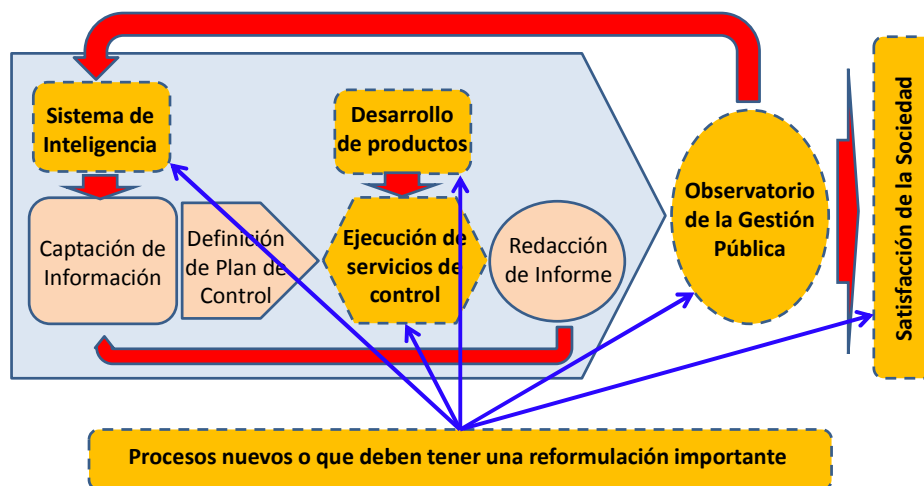 Sistema de
Inteligencia
Desarrollo
de productos
Captación de
Información
Definición
de Plan de
Control
Ejecución de
servicios de
control
Redacción
de Informe
Observatorio
de la Gestión
Pública
Satisfacción de la Sociedad
Procesos nuevos o que deben tener una reformulación importante